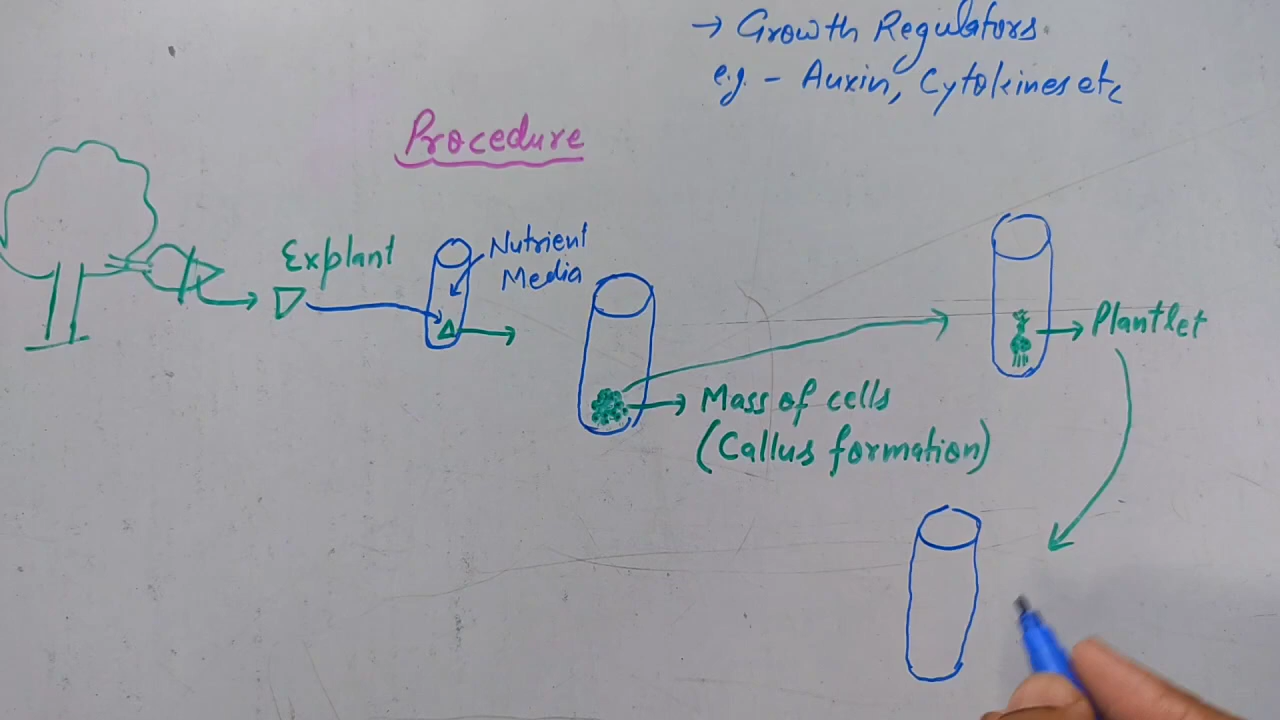 → Growth Regulators
e.g. - Auxin, Cytokines etc
Procedure
Explant
Nutrient
Media
Mass of cells
(Callus formation)
Plantlet